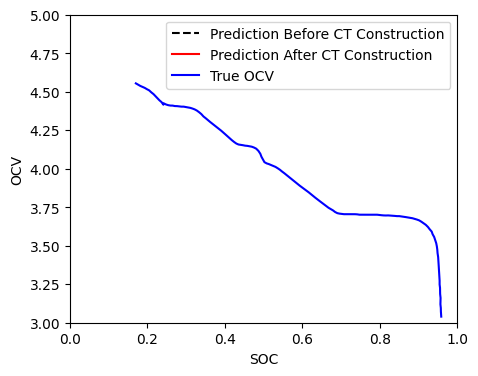 5.00
4.75
4.50
4.25
4.00
3.75
3.50
3.25
3.00
OCV
Prediction Before CT Construction
Prediction After CT Construction
True OCV
0.0 0.2 0.4 0.6 0.8 1.0
SOC